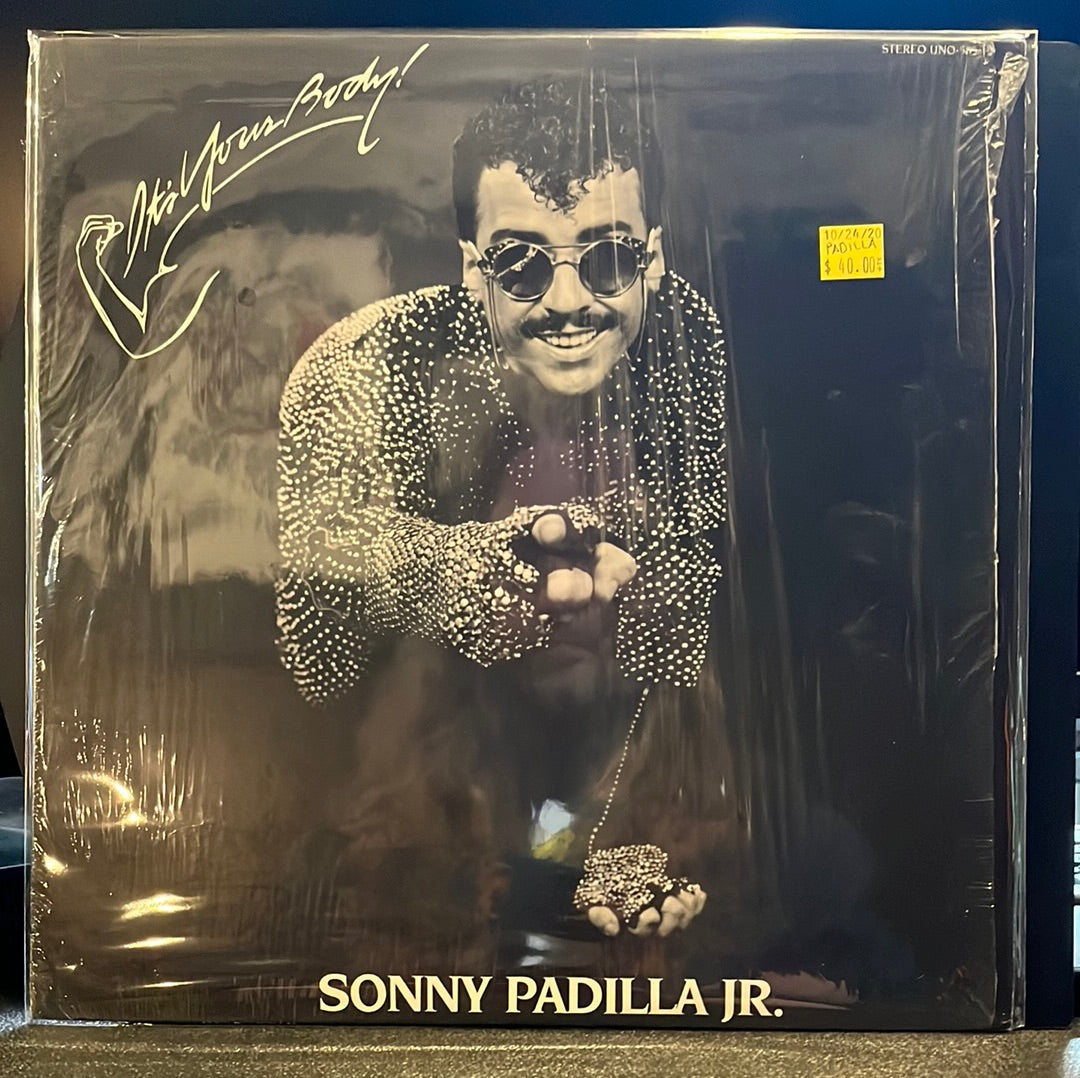 It's Your Body!
STEREO UNO-
10/24/20
PADILLA
$ 40.00
SONNY PADILLA JR.